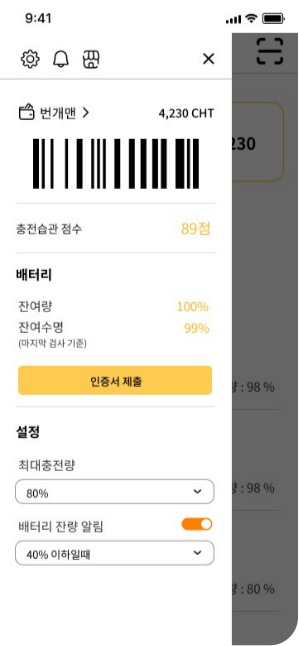 9:41
번개맨 >
4,230 CHT
230
충전습관 점수
89점
배터리
잔여량
100%
잔여수명
99%
(마지막 검사 기준)
인증서 제출
: 98 %
설정
최대충전량
80%
: 98 %
배터리 잔량 알림
40% 이하일때
: 80 %